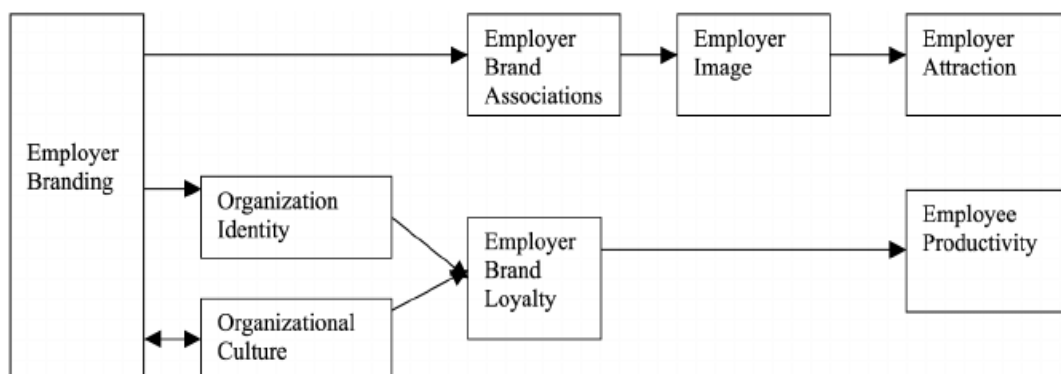 Employer
Branding
Employer
Brand
Associations
Employer
Image
Employer
Attraction
Organization
Identity
Organizational
Culture
Employer
Brand
Loyalty
Employee
Productivity